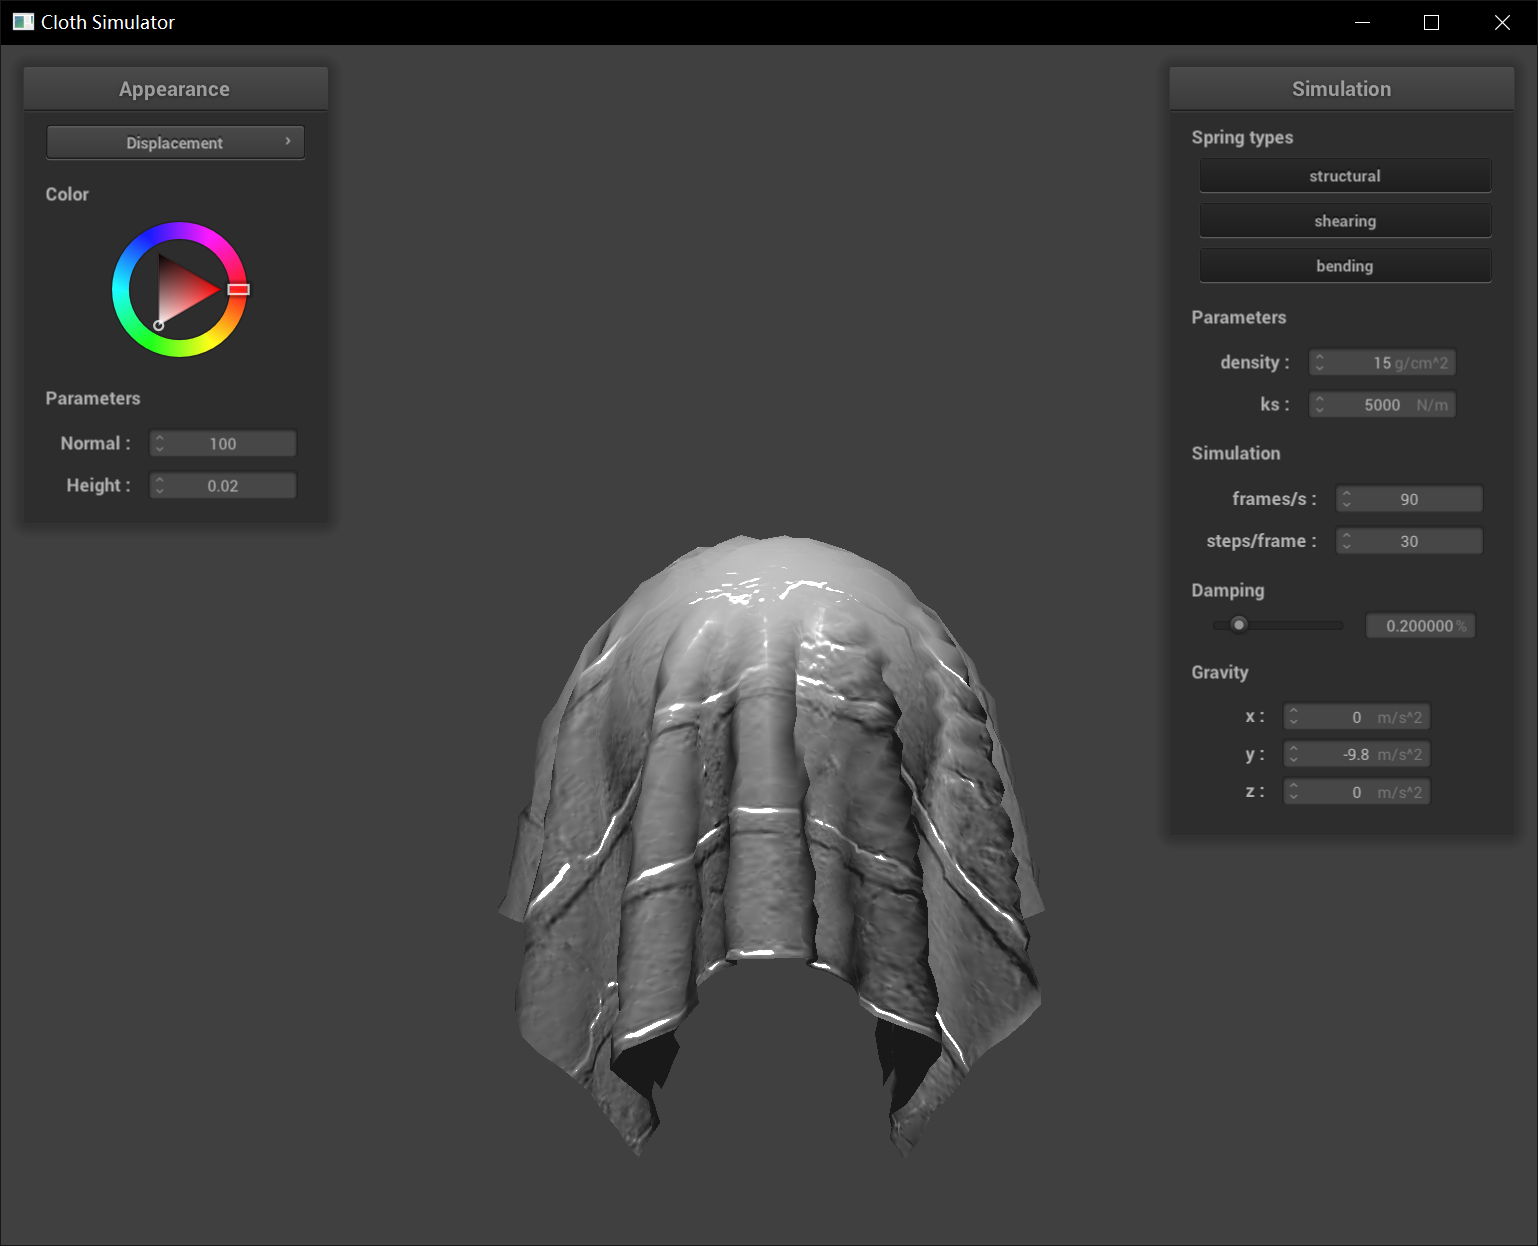 Cloth Simulator
Appearance
Displacement
Color
Parameters
Normal : 100
Height : 0.02
Simulation
Spring types
structural
shearing
bending
Parameters
density : 15 g/cm^2
ks : 5000 N/m
Simulation
frames/s : 90
steps/frame : 30
Damping
0.200000 %
Gravity
x : 0 m/s^2
y : -9.8 m/s^2
z : 0 m/s^2